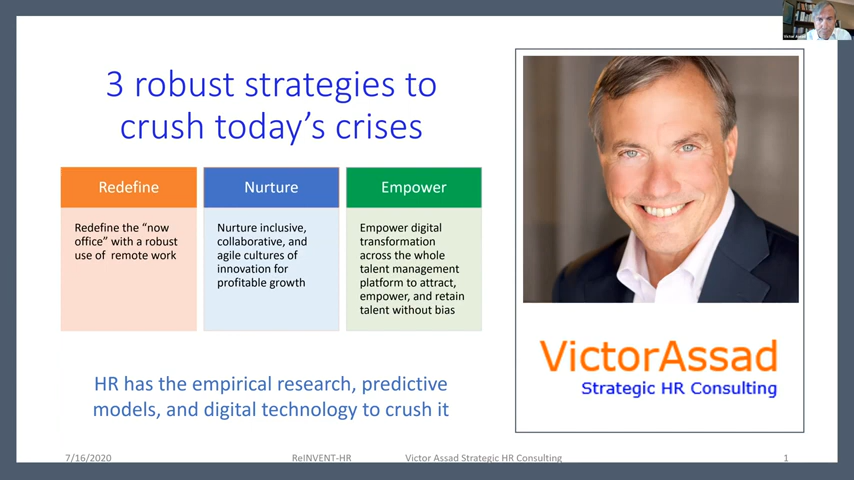 3 robust strategies to
crush today's crises
Redefine
Nurture
Empower
Redefine the “now
office” with a robust
use of remote work
Nurture inclusive,
collaborative, and
agile cultures of
innovation for
profitable growth
Empower digital
transformation
across the whole
talent management
platform to attract,
empower, and retain
talent without bias
HR has the empirical research, predictive
models, and digital technology to crush it
VictorAssad
Strategic HR Consulting
7/16/2020
ReINVENT-HR
Victor Assad Strategic HR Consulting
1
Victor Assad